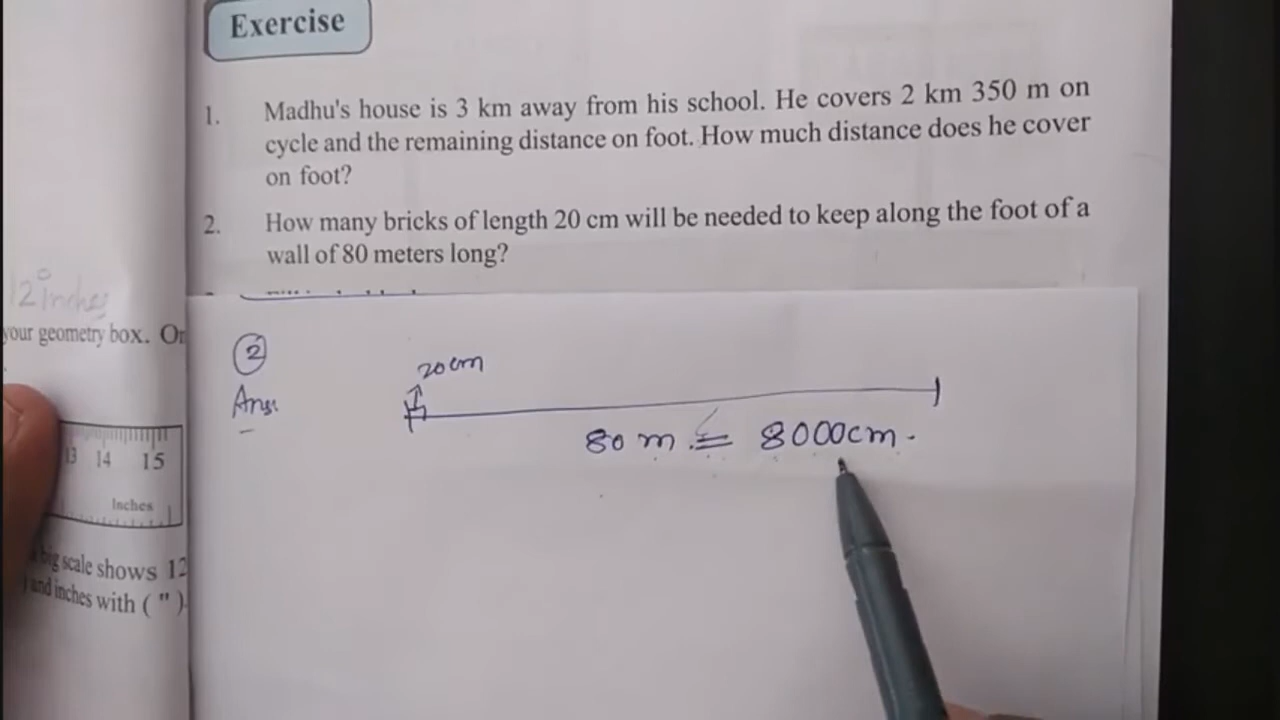 Exercise
1. Madhu's house is 3 km away from his school. He covers 2 km 350 m on
cycle and the remaining distance on foot. How much distance does he cover
on foot?
2. How many bricks of length 20 cm will be needed to keep along the foot of a
wall of 80 meters long?
12 inches
your geometry box.
13 14 15
Inches
big scale shows 12
and inches with ( " )
2
Ans:
20cm
80 m = 8000cm.